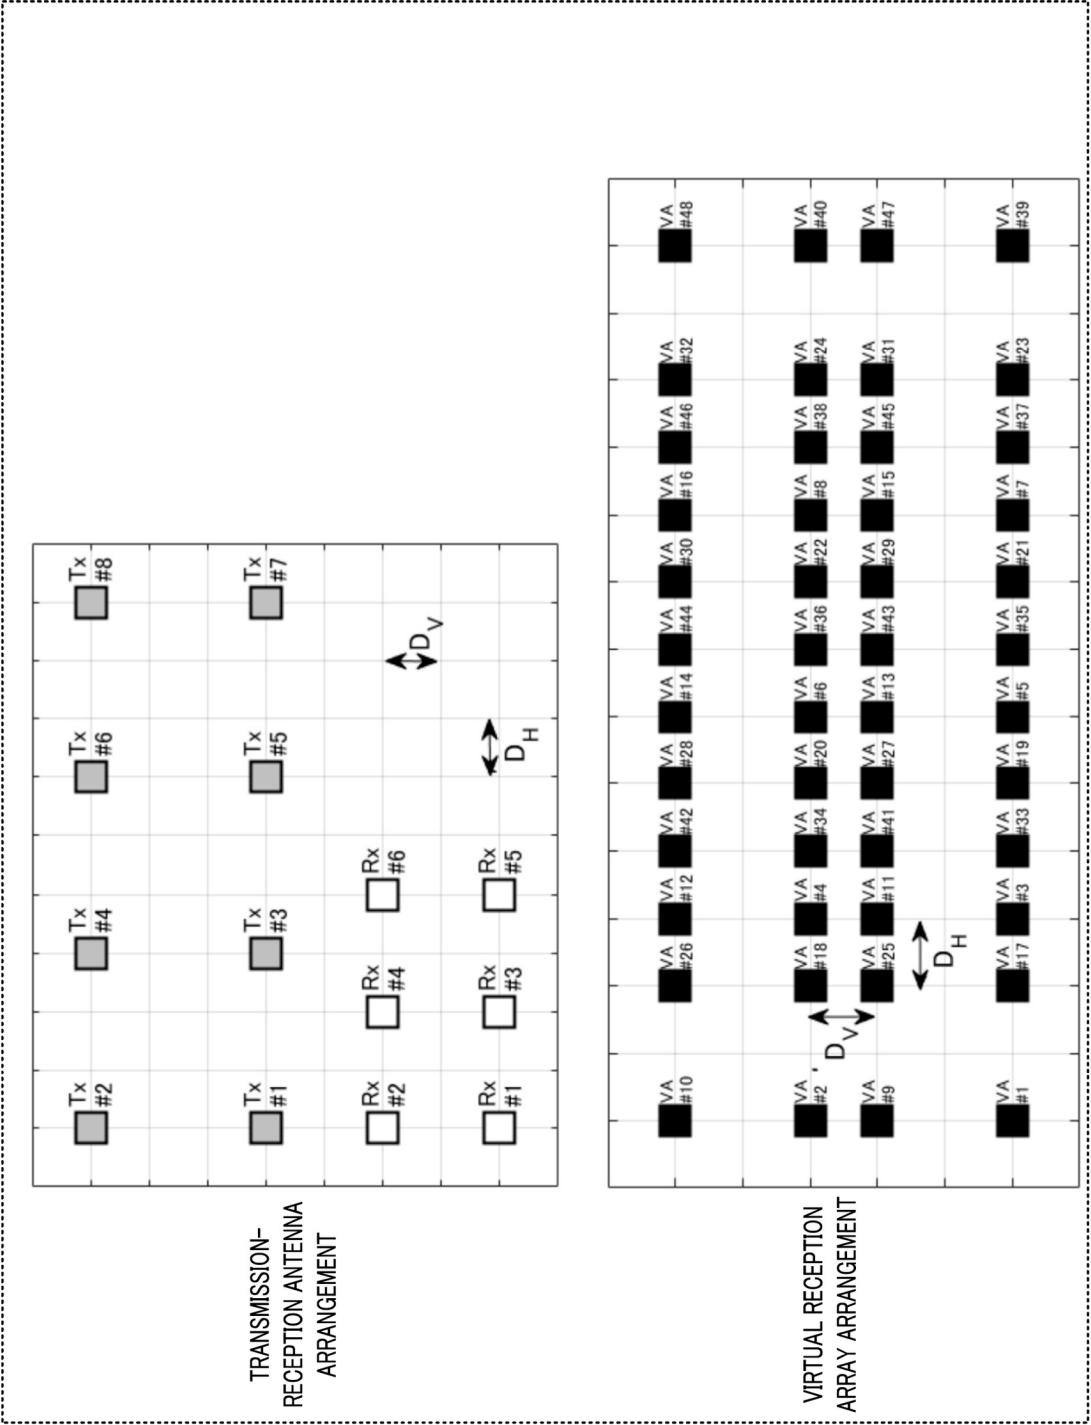 TRANSMISSION-
RECEPTION ANTENNA
ARRANGEMENT
Tx
#2
Tx
#4
Tx
#6
Tx
#8
Tx
#1
Tx
#3
Tx
#5
Tx
#7
Rx
#2
Rx
#4
Rx
#6
DV
Rx
#1
Rx
#3
Rx
#5
DH
VIRTUAL RECEPTION
ARRAY ARRANGEMENT
VA
#10
VA
#26
VA
#12
VA
#42
VA
#28
VA
#14
VA
#44
VA
#30
VA
#16
VA
#46
VA
#32
VA
#48
VA
#2
VA
#18
VA
#4
VA
#34
VA
#20
VA
#6
VA
#36
VA
#22
VA
#8
VA
#38
VA
#24
VA
#40
' DV
VA
#9
VA
#25
VA
#11
VA
#41
VA
#27
VA
#13
VA
#43
VA
#29
VA
#15
VA
#45
VA
#31
VA
#47
DH
VA
#1
VA
#17
VA
#3
VA
#33
VA
#19
VA
#5
VA
#35
VA
#21
VA
#7
VA
#37
VA
#23
VA
#39